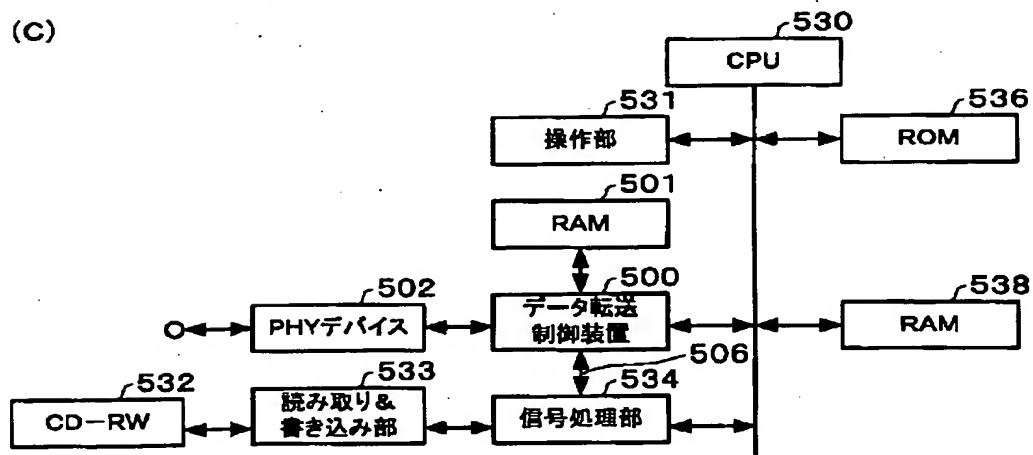 (C)
530
CPU
531
操作部
536
ROM
501
RAM
502
PHYデバイス
500
データ転送
制御装置
538
RAM
506
532
CD-RW
533
読み取り&
書き込み部
534
信号処理部